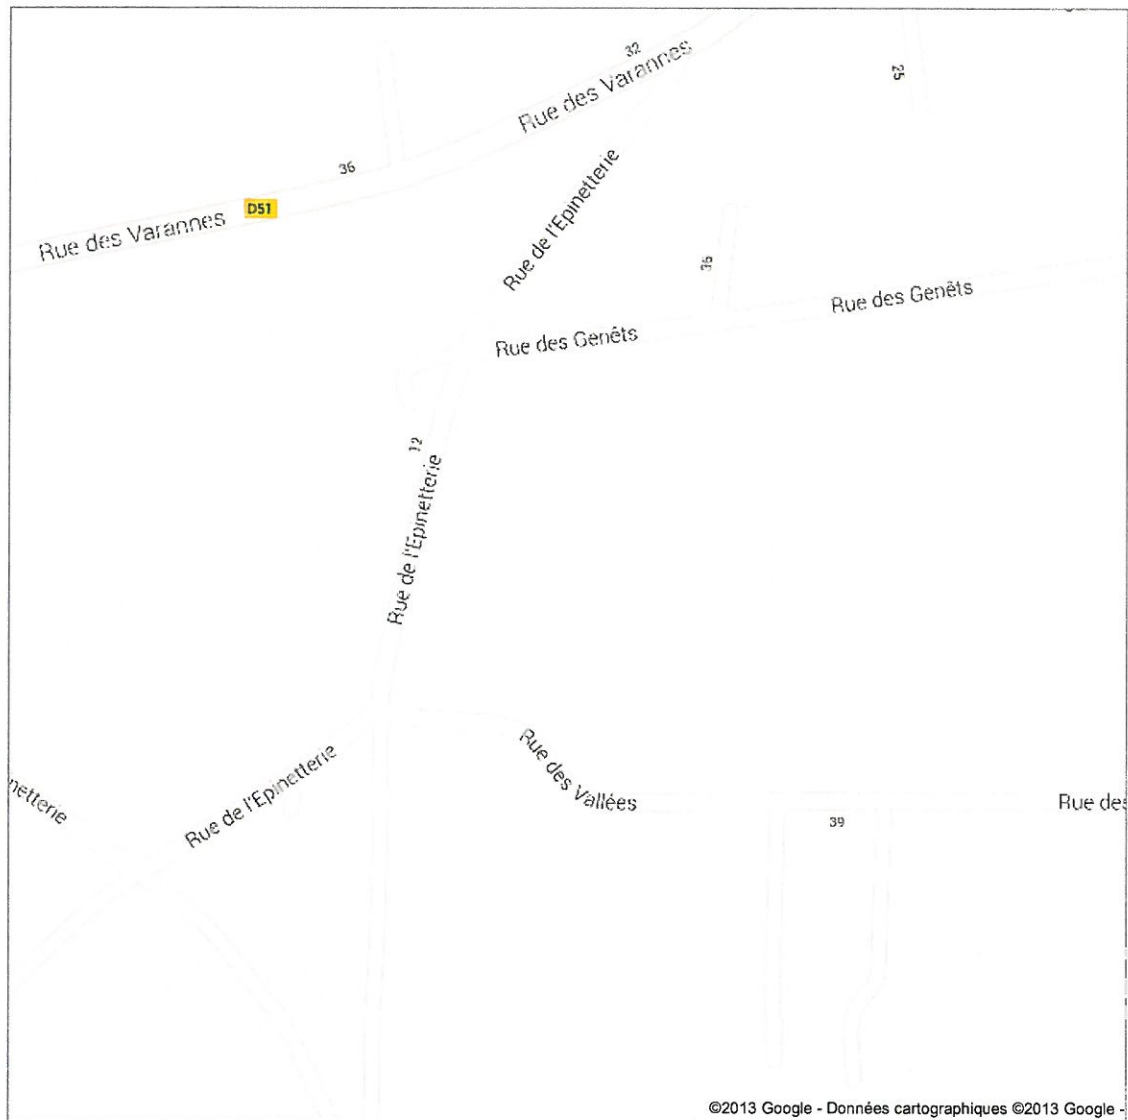 32
Rue des Varannes
25
36
D51
Rue des Varannes
Rue de l'Epinetterie
35
Rue des Genêts
Rue des Genêts
12
Rue de l'Epinetterie
Rue de l'Epinetterie
netterie
Rue des Vallées
39
Rue des
©2013 Google - Données cartographiques ©2013 Google -